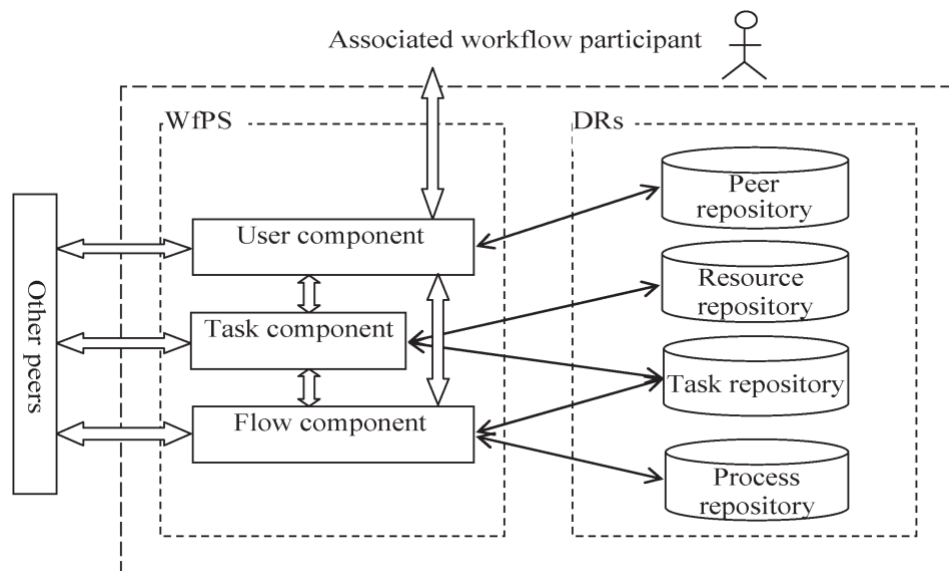 Associated workflow participant
WfPS
DRs
Other peers
User component
Task component
Flow component
Peer
repository
Resource
repository
Task repository
Process
repository